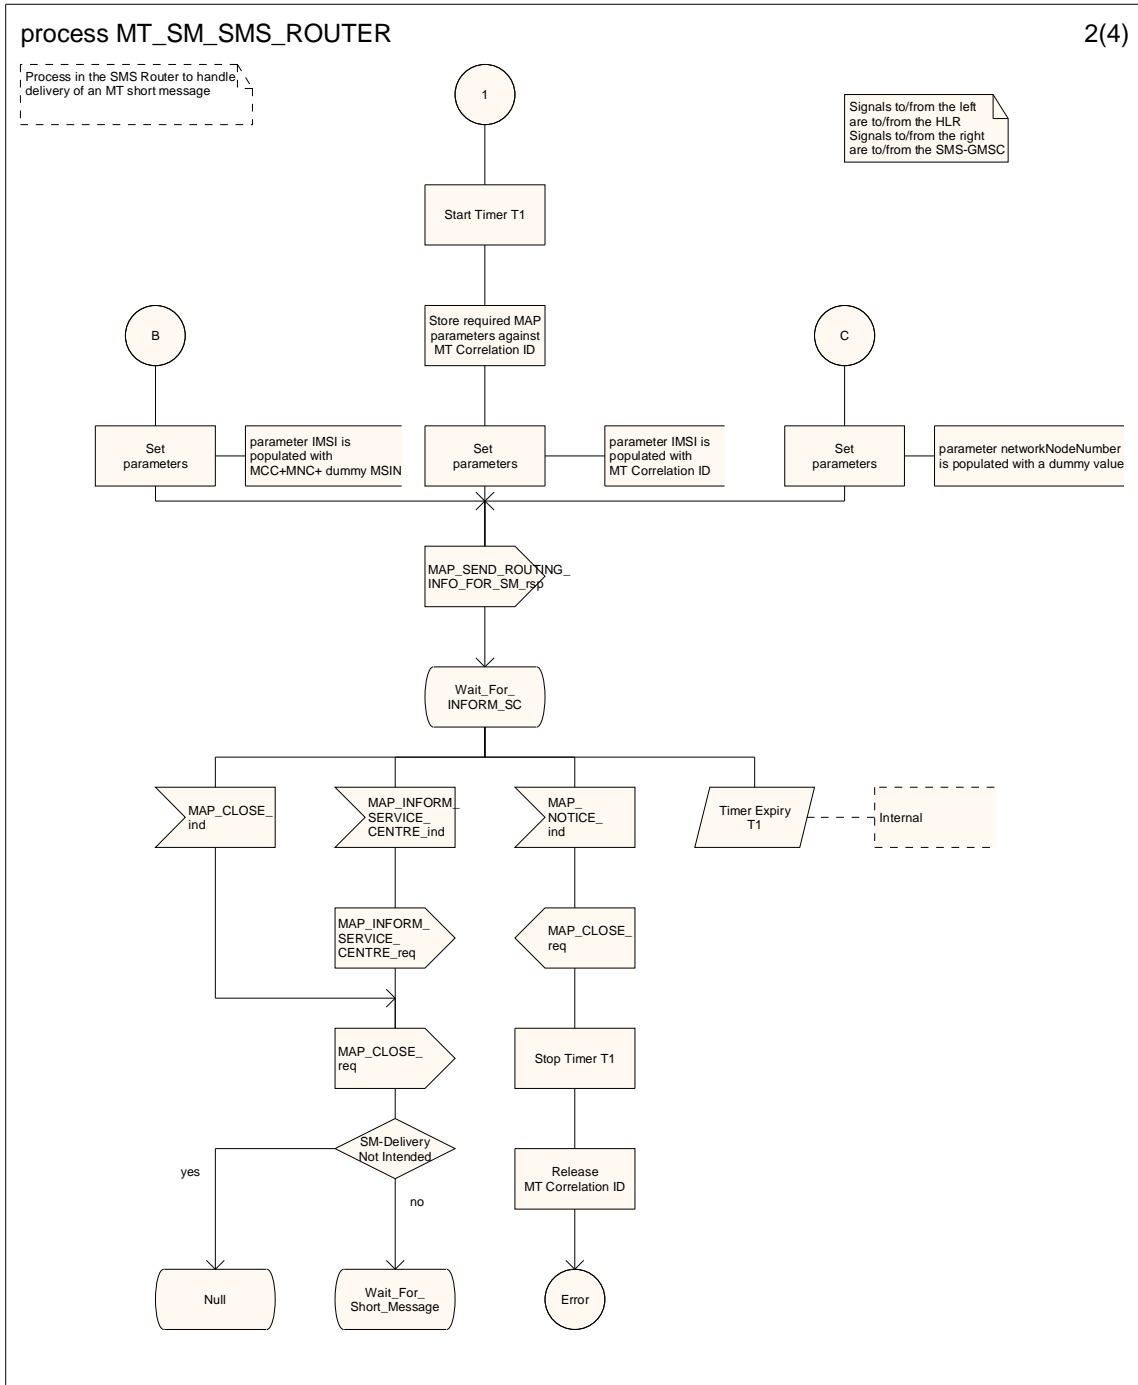 process MT_SM_SMS_ROUTER
2(4)
Process in the SMS Router to handle
delivery of an MT short message
1
Signals to/from the left
are to/from the HLR
Signals to/from the right
are to/from the SMS-GMSC
Start Timer T1
B
Store required MAP
parameters against
MT Correlation ID
C
Set
parameters
parameter IMSI is
populated with
MCC+MNC+ dummy MSIN
Set
parameters
parameter IMSI is
populated with
MT Correlation ID
Set
parameters
parameter networkNodeNumber
is populated with a dummy value
MAP_SEND_ROUTING_
INFO_FOR_SM_rsp
Wait_For_
INFORM_SC
MAP_CLOSE_
ind
MAP_INFORM_
SERVICE_
CENTRE_ind
MAP_
NOTICE_
ind
Timer Expiry
T1
Internal
MAP_INFORM_
SERVICE_
CENTRE_req
MAP_CLOSE_
req
MAP_CLOSE_
req
Stop Timer T1
SM-Delivery
Not Intended
yes
no
Release
MT Correlation ID
Null
Wait_For_
Short_Message
Error